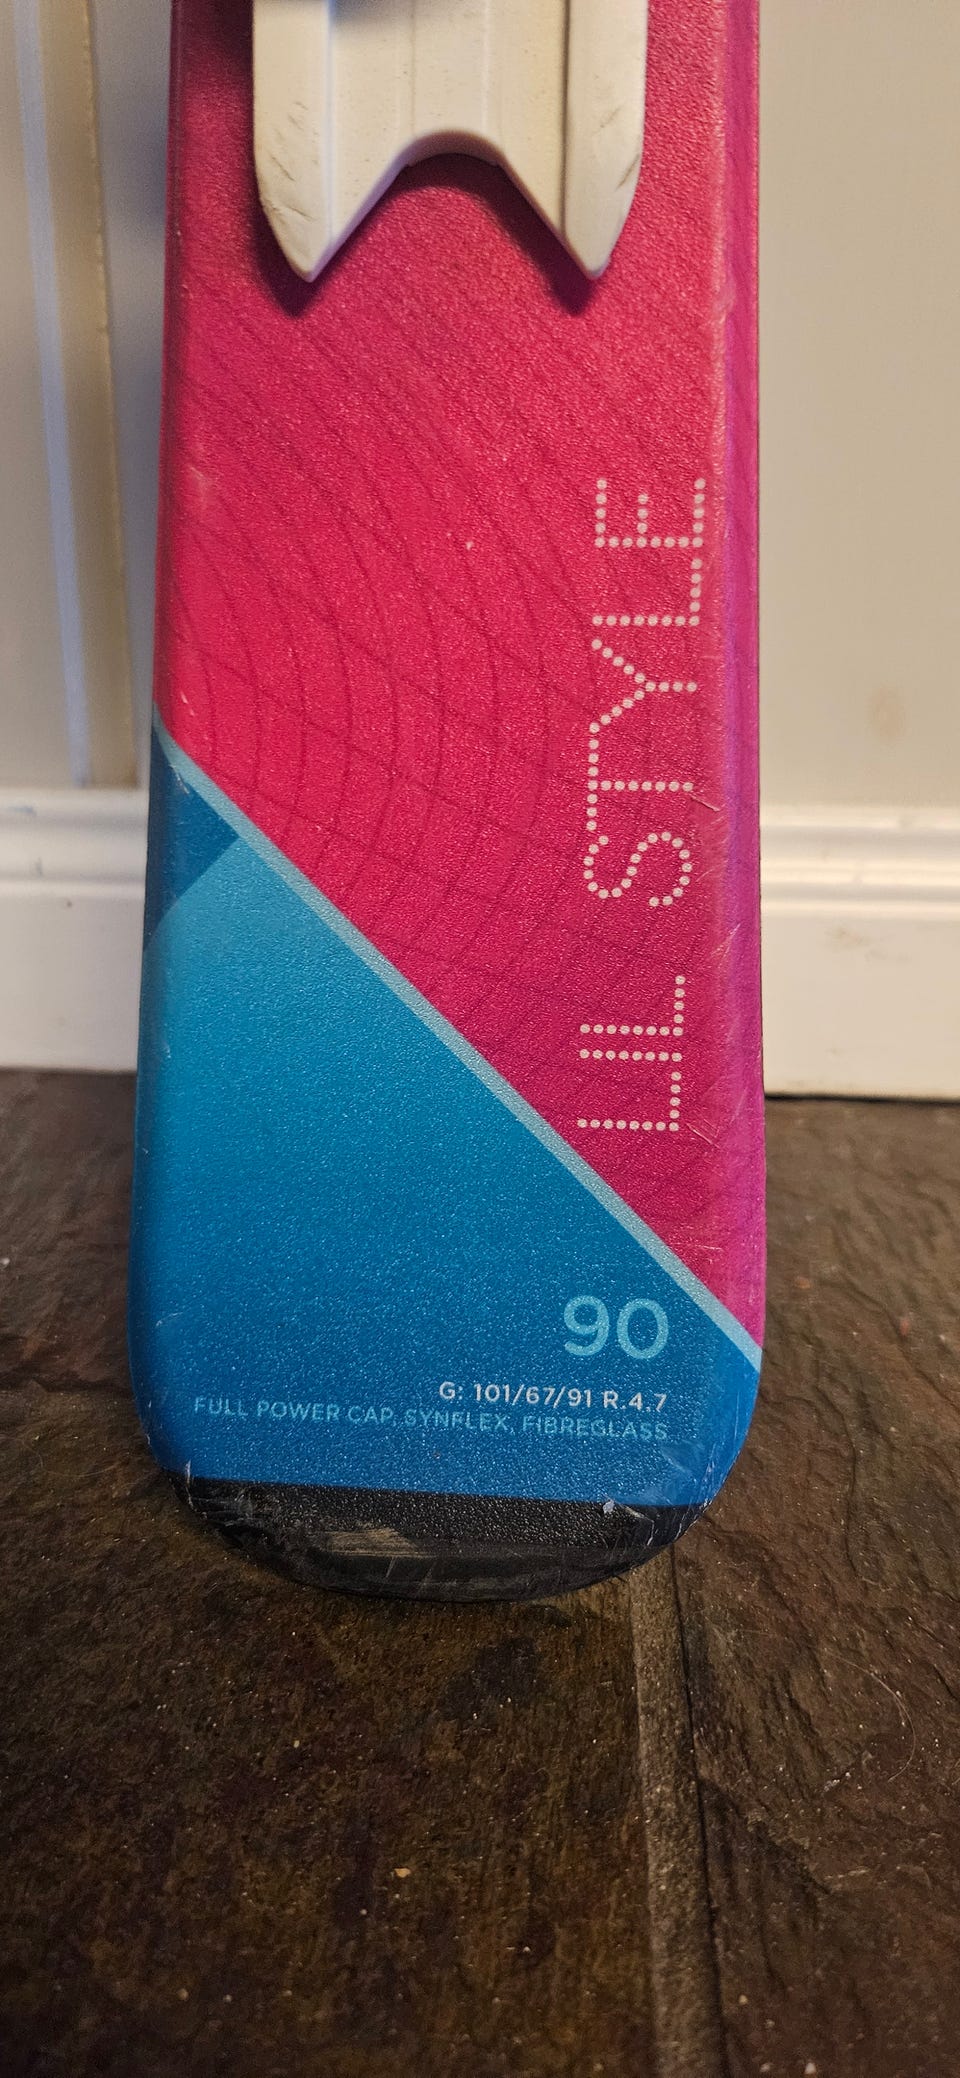 LIL STYLE
90
G: 101/67/91 R.4.7
FULL POWER CAP, SYNFLEX, FIBREGLASS